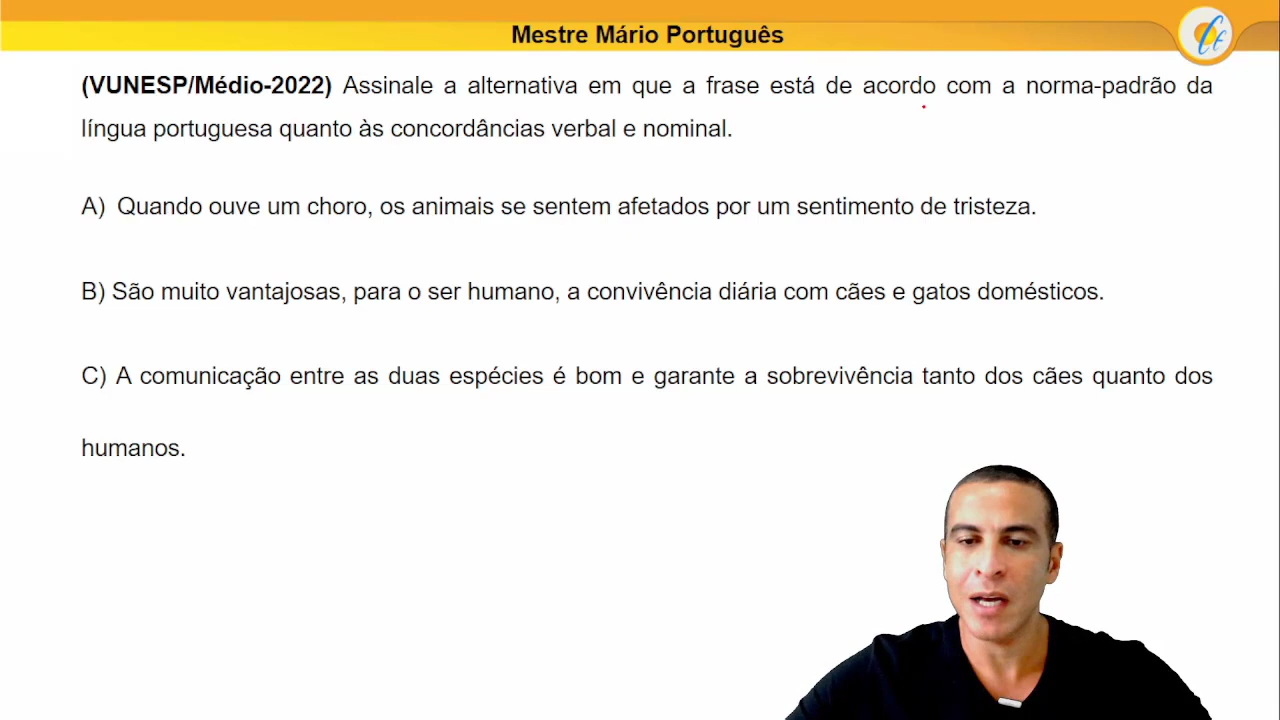 Mestre Mário Português
(VUNESP/Médio-2022) Assinale a alternativa em que a frase está de acordo com a norma-padrão da
língua portuguesa quanto às concordâncias verbal e nominal.
A) Quando ouve um choro, os animais se sentem afetados por um sentimento de tristeza.
B) São muito vantajosas, para o ser humano, a convivência diária com cães e gatos domésticos.
C) A comunicação entre as duas espécies é bom e garante a sobrevivência tanto dos cães quanto dos
humanos.